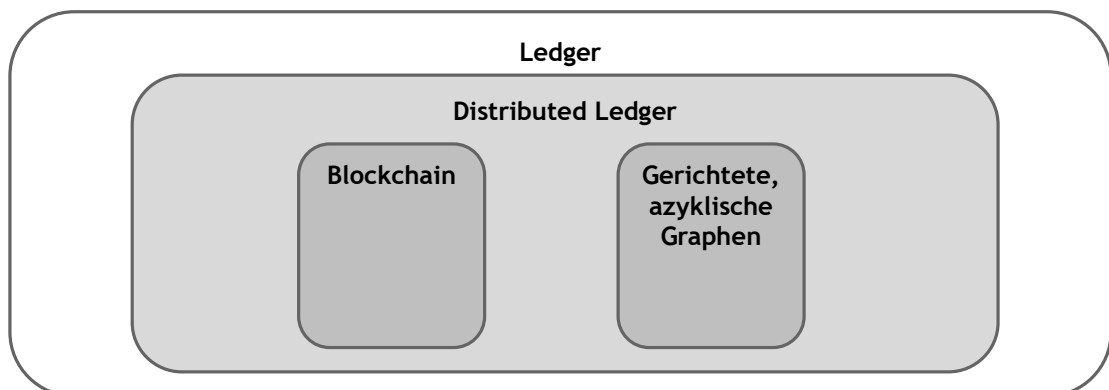 Ledger
Distributed Ledger
Blockchain
Gerichtete,
azyklische
Graphen